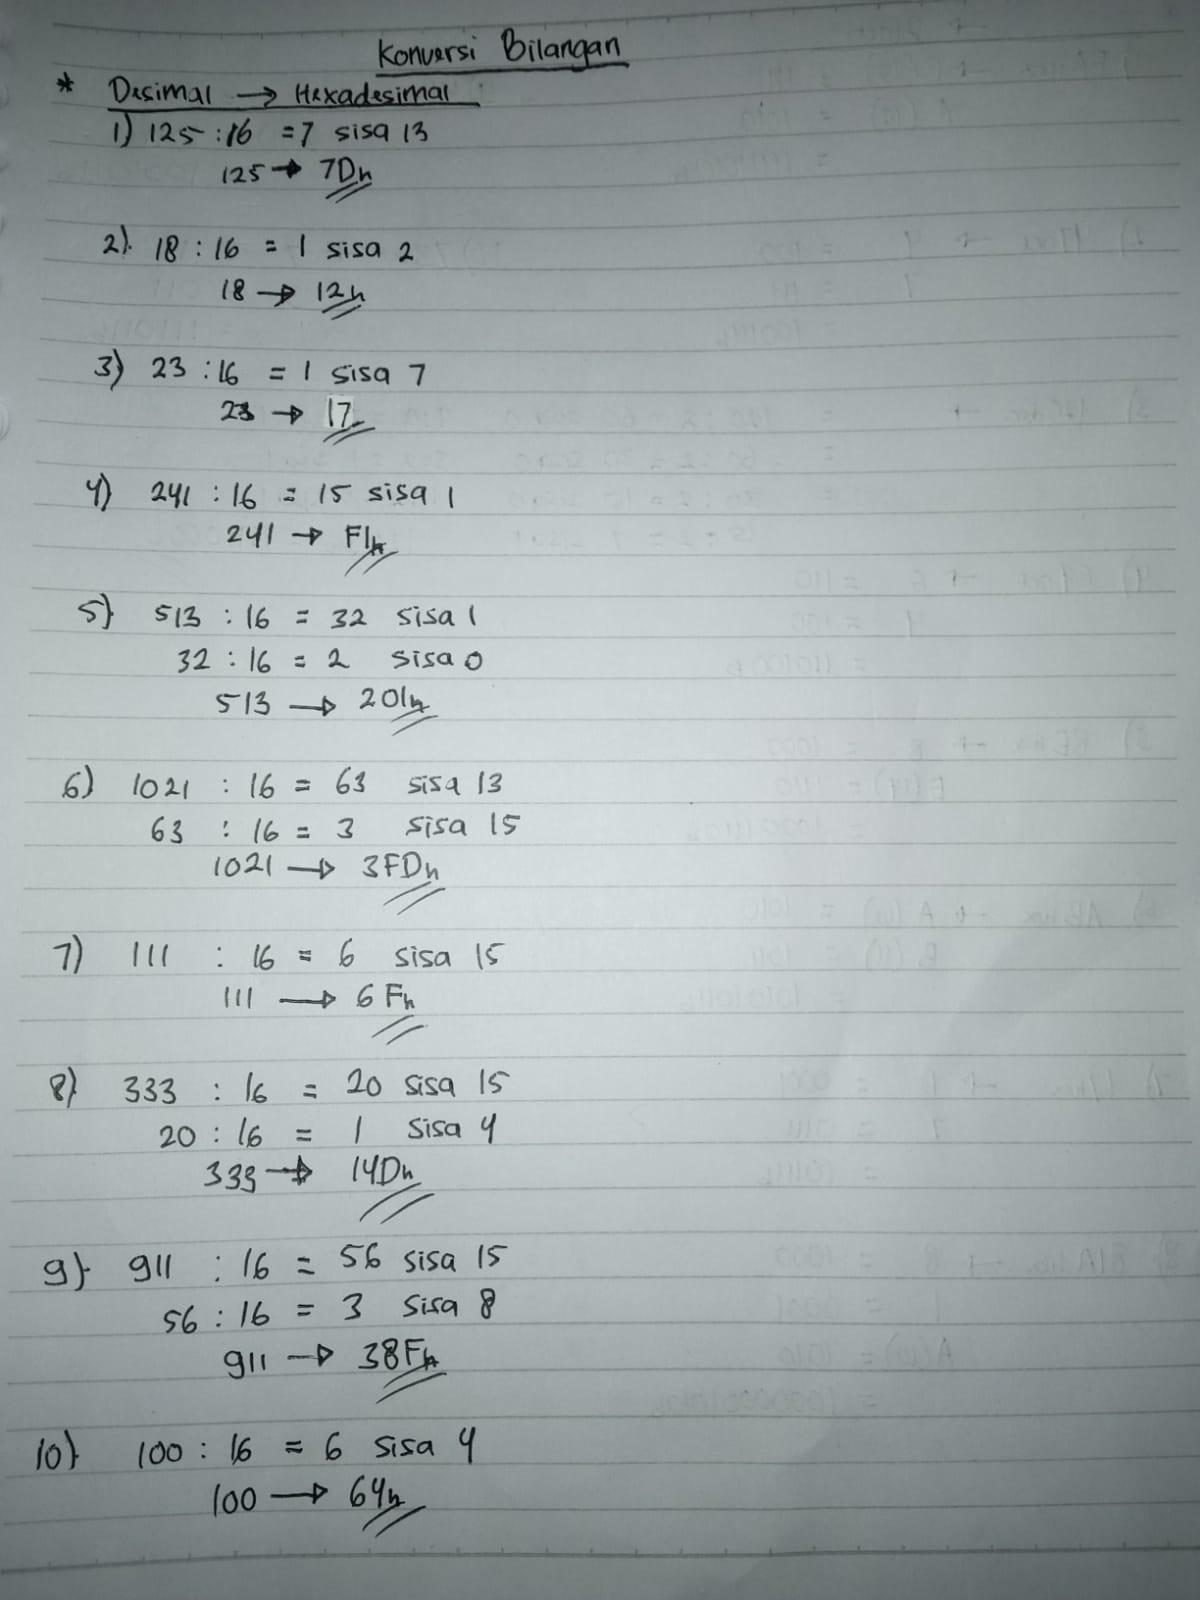 Konversi Bilangan
* Desimal → Hexadesimal
1) 125 : 16 = 7 sisa 13
125 → 7Dh
2) 18 : 16 = 1 sisa 2
18 → 12h
3) 23 : 16 = 1 sisa 7
23 → 17
4) 241 : 16 = 15 sisa 1
241 → F1h
5) 513 : 16 = 32 sisa 1
32 : 16 = 2 sisa 0
513 → 201h
6) 1021 : 16 = 63 sisa 13
63 : 16 = 3 sisa 15
1021 → 3FDh
7) 111 : 16 = 6 sisa 15
111 → 6Fh
8) 333 : 16 = 20 sisa 15
20 : 16 = 1 sisa 4
333 → 14Dh
9) 911 : 16 = 56 sisa 15
56 : 16 = 3 sisa 8
911 → 38Fh
10) 100 : 16 = 6 sisa 4
100 → 64h